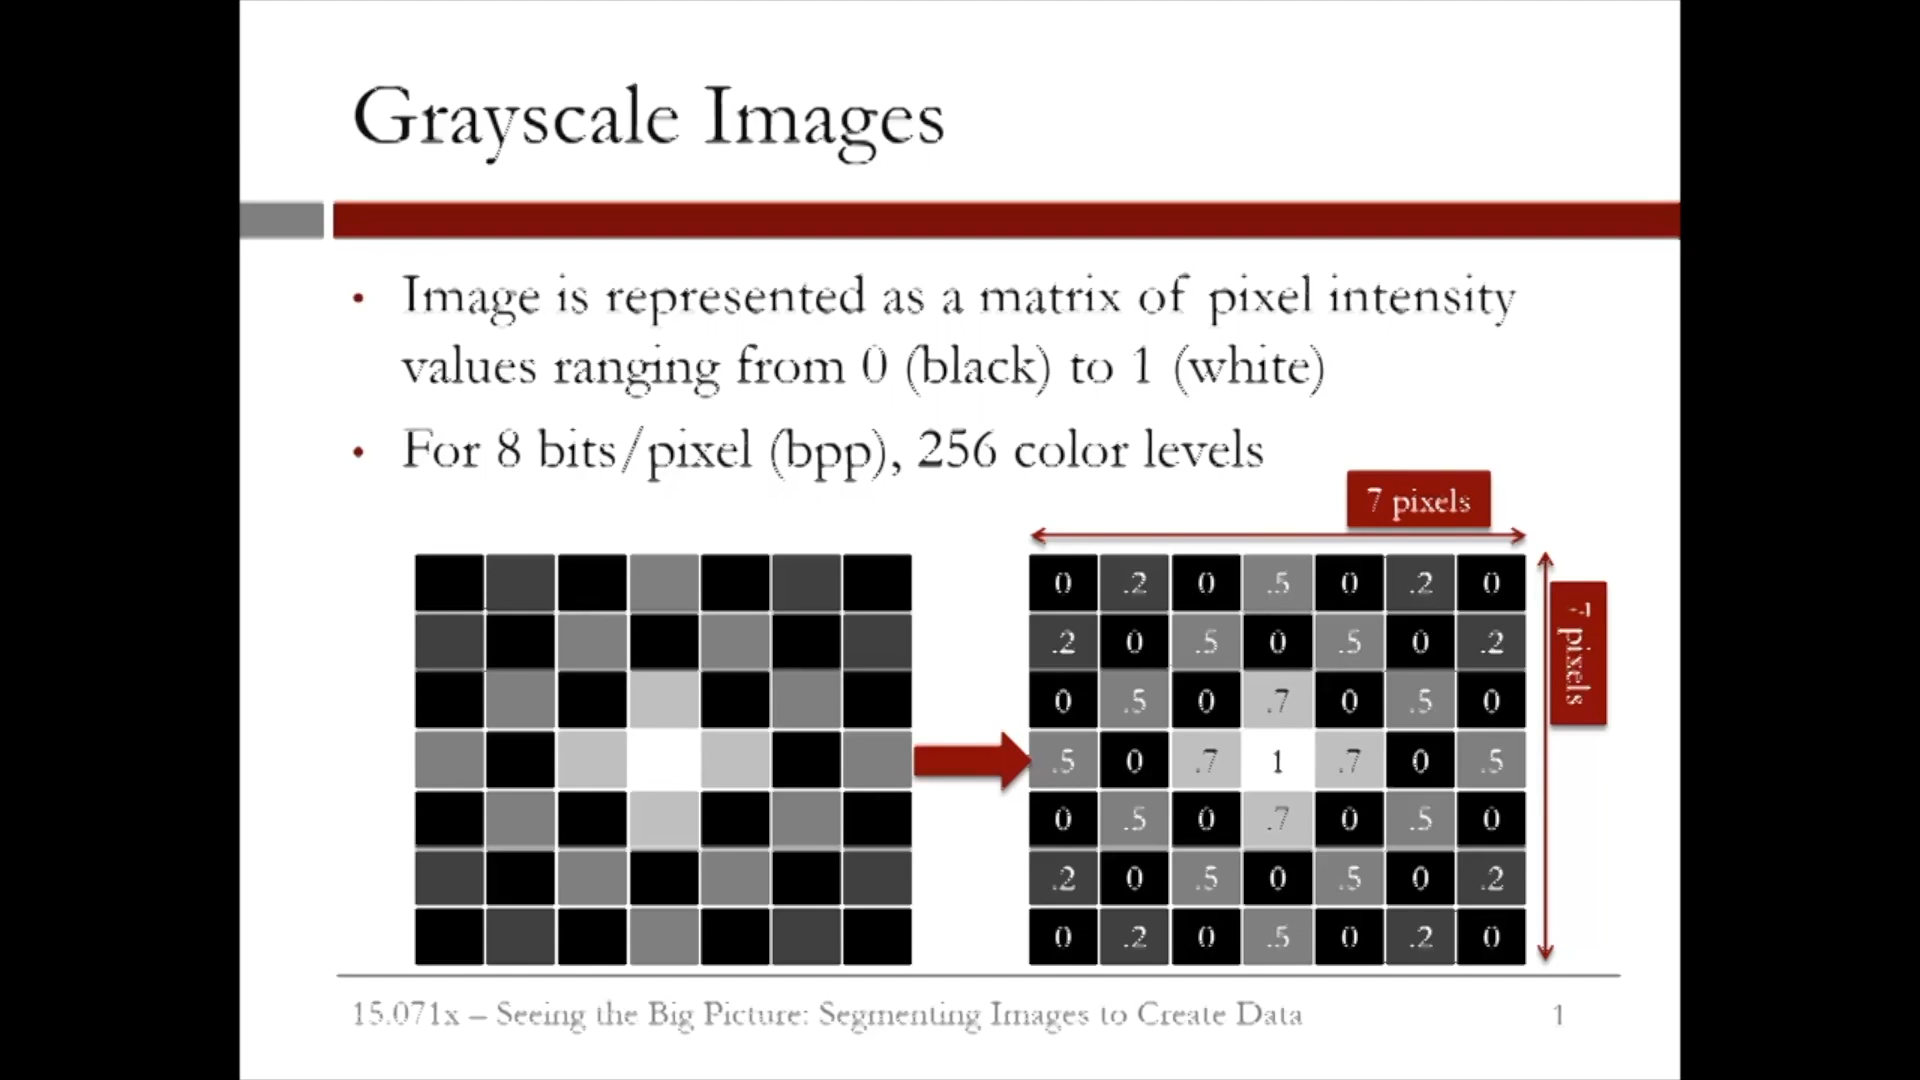 Grayscale Images
• Image is represented as a matrix of pixel intensity
values ranging from 0 (black) to 1 (white)
• For 8 bits/pixel (bpp), 256 color levels
7 pixels
0 .2 0 .5 0 .2 0
.2 0 .5 0 .5 0 .2
0 .5 0 .7 0 .5 0
.5 0 .7 1 .7 0 .5
0 .5 0 .7 0 .5 0
.2 0 .5 0 .5 0 .2
0 .2 0 .5 0 .2 0
7 pixels
15.071x – Seeing the Big Picture: Segmenting Images to Create Data
1